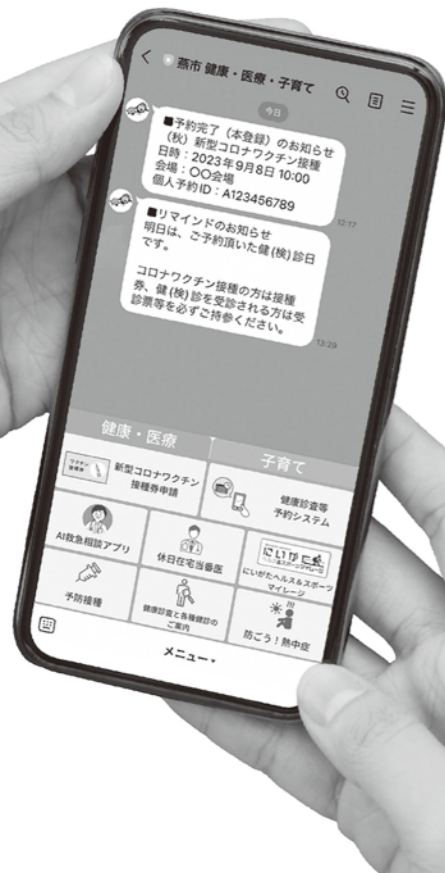 燕市 健康・医療・子育て
今日
■予約完了（本登録）のお知らせ
（秋）新型コロナワクチン接種
日時：2023年9月8日 10:00
会場：〇〇会場
個人予約ID：A123456789
12:17
■リマインドのお知らせ
明日は、ご予約頂いた健(検)診日
です。
コロナワクチン接種の方は接種
券、健(検)診を受診される方は受
診票等を必ずご持参ください。
13:29
健康・医療
子育て
新型コロナワクチン
接種券申請
健康診査等
予約システム
AI救急相談アプリ
休日在宅当番医
にいがたヘルス&スポーツ
マイレージ
予防接種
健康診査と各種健診の
ご案内
防ごう！熱中症
メニュー▾